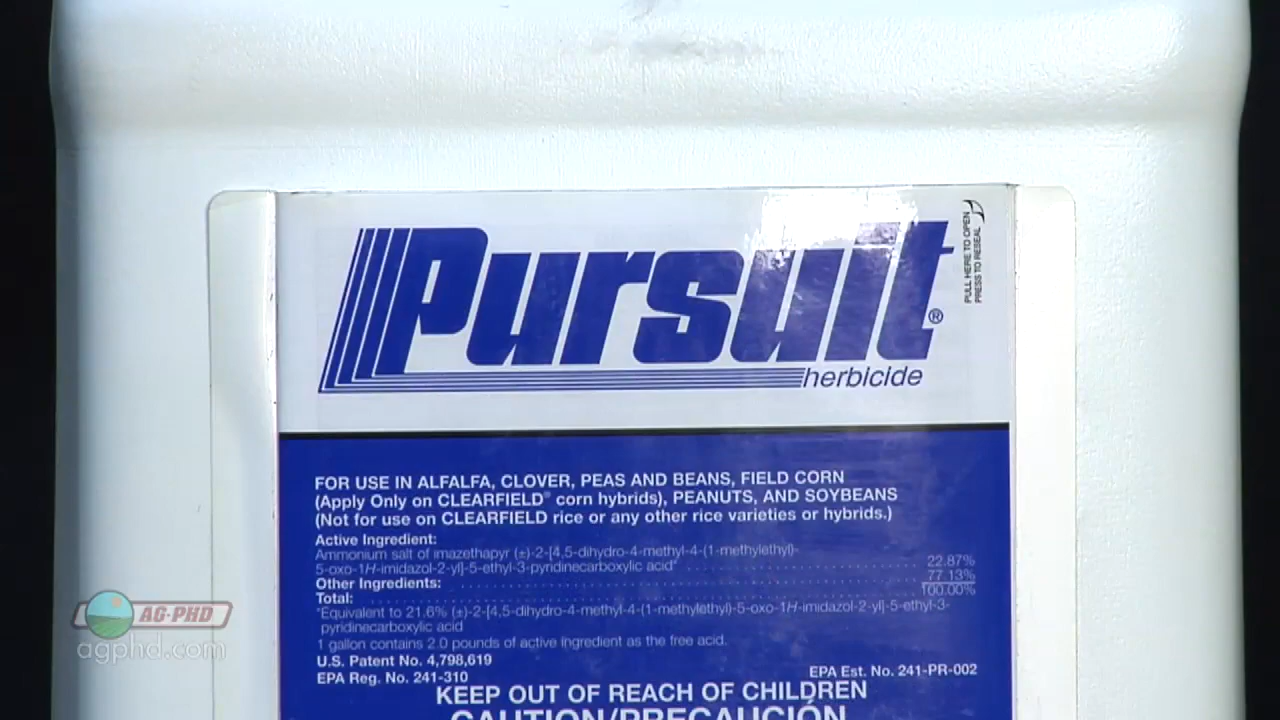 Pursuit®
herbicide
PULL HERE TO OPEN
PRESS TO RESEAL
FOR USE IN ALFALFA, CLOVER, PEAS AND BEANS, FIELD CORN
(Apply Only on CLEARFIELD® corn hybrids), PEANUTS, AND SOYBEANS
(Not for use on CLEARFIELD rice or any other rice varieties or hybrids.)
Active Ingredient:
Ammonium salt of imazethapyr (±)-2-[4,5-dihydro-4-methyl-4-(1-methylethyl)-
5-oxo-1H-imidazol-2-yl]-5-ethyl-3-pyridinecarboxylic acid* . . . . . . . . . . . . . . . . . . . . 22.87%
Other Ingredients: . . . . . . . . . . . . . . . . . . . . 77.13%
Total: . . . . . . . . . . . . . . . . . . . . 100.00%
*Equivalent to 21.6% (±)-2-[4,5-dihydro-4-methyl-4-(1-methylethyl)-5-oxo-1H-imidazol-2-yl]-5-ethyl-3-
pyridinecarboxylic acid
1 gallon contains 2.0 pounds of active ingredient as the free acid.
U.S. Patent No. 4,798,619
EPA Reg. No. 241-310 EPA Est. No. 241-PR-002
KEEP OUT OF REACH OF CHILDREN
CAUTION/PRECAUCIÓN
AG-PHD
agphd.com